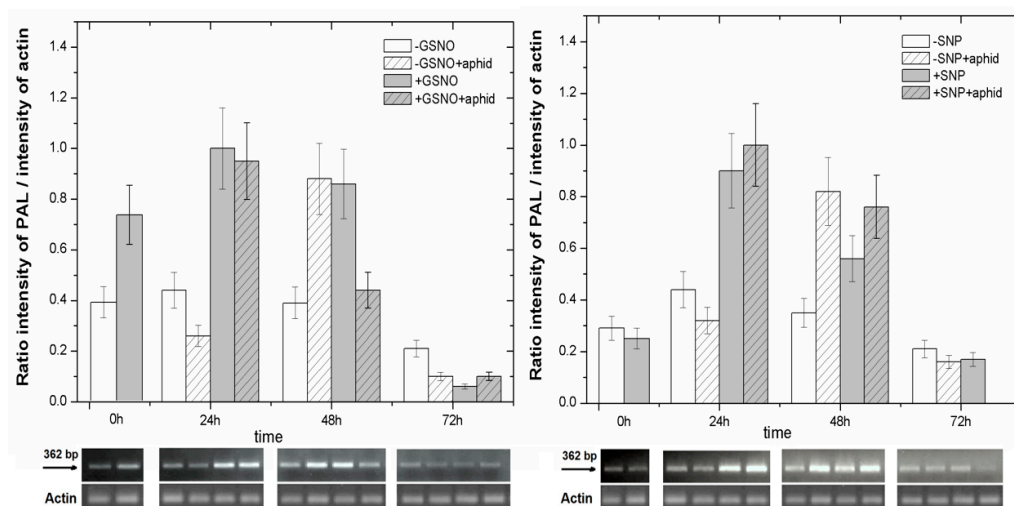 Ratio intensity of PAL / intensity of actin
1.4
1.2
1.0
0.8
0.6
0.4
0.2
0.0
-GSNO
-GSNO+aphid
+GSNO
+GSNO+aphid
0h
24h
48h
72h
time
362 bp
Actin
Ratio intensity of PAL / intensity of actin
1.4
1.2
1.0
0.8
0.6
0.4
0.2
0.0
-SNP
-SNP+aphid
+SNP
+SNP+aphid
0h
24h
48h
72h
time
362 bp
Actin